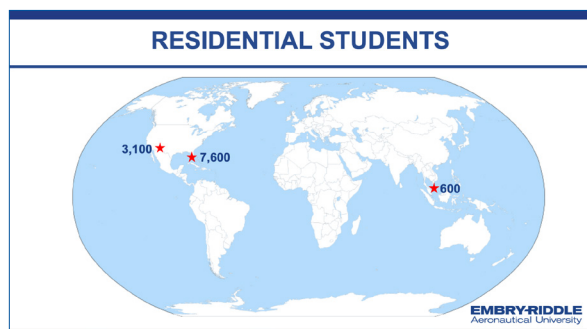 RESIDENTIAL STUDENTS
3,100
7,600
600
EMBRY-RIDDLE
Aeronautical University